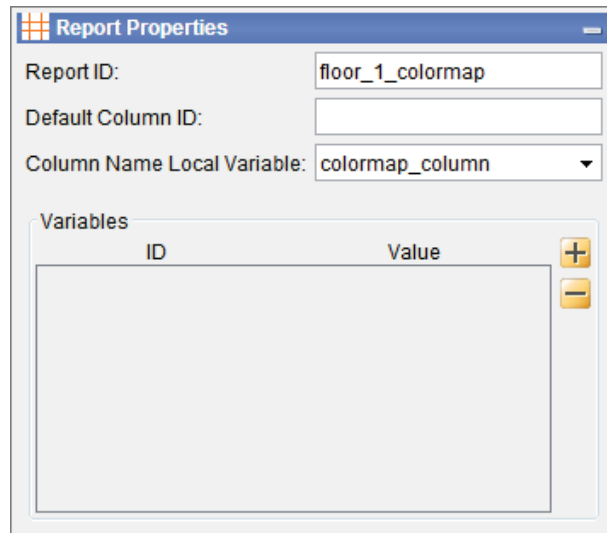 Report Properties
Report ID: floor_1_colormap
Default Column ID:
Column Name Local Variable: colormap_column
Variables
ID Value